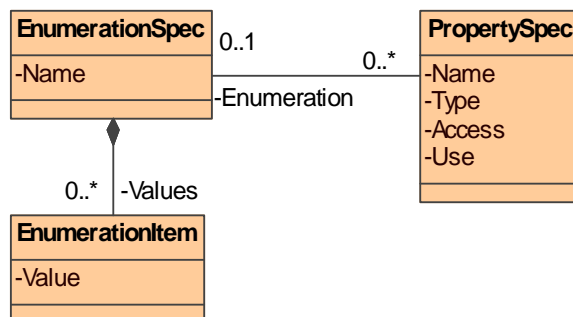 EnumerationSpec
-Name
0..1
0..*
-Enumeration
PropertySpec
-Name
-Type
-Access
-Use
0..*
-Values
EnumerationItem
-Value